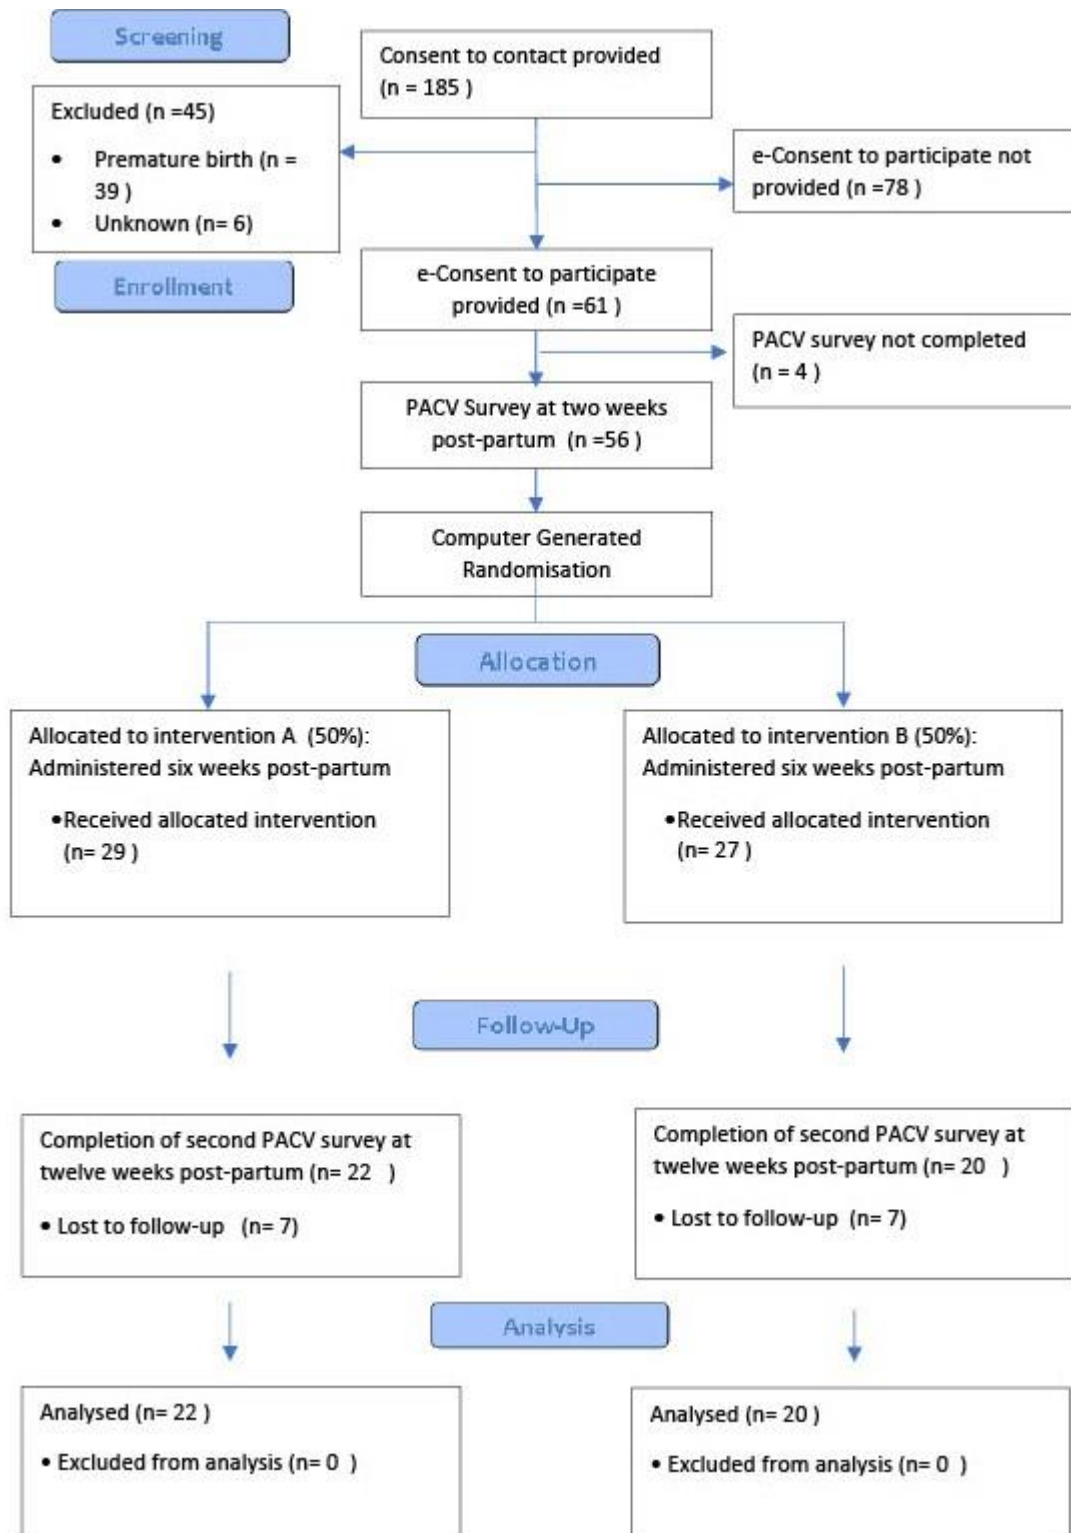 Screening
Consent to contact provided
(n = 185 )
Excluded (n =45)
• Premature birth (n =
39 )
• Unknown (n= 6)
e-Consent to participate not
provided (n =78 )
Enrollment
e-Consent to participate
provided (n =61 )
PACV survey not completed
(n = 4 )
PACV Survey at two weeks
post-partum (n =56 )
Computer Generated
Randomisation
Allocation
Allocated to intervention A (50%):
Administered six weeks post-partum
•Received allocated intervention
(n= 29 )
Allocated to intervention B (50%):
Administered six weeks post-partum
•Received allocated intervention
(n= 27 )
Follow-Up
Completion of second PACV survey at
twelve weeks post-partum (n= 22 )
• Lost to follow-up (n= 7)
Completion of second PACV survey at
twelve weeks post-partum (n= 20 )
• Lost to follow-up (n= 7)
Analysis
Analysed (n= 22 )
• Excluded from analysis (n= 0 )
Analysed (n= 20 )
• Excluded from analysis (n= 0 )